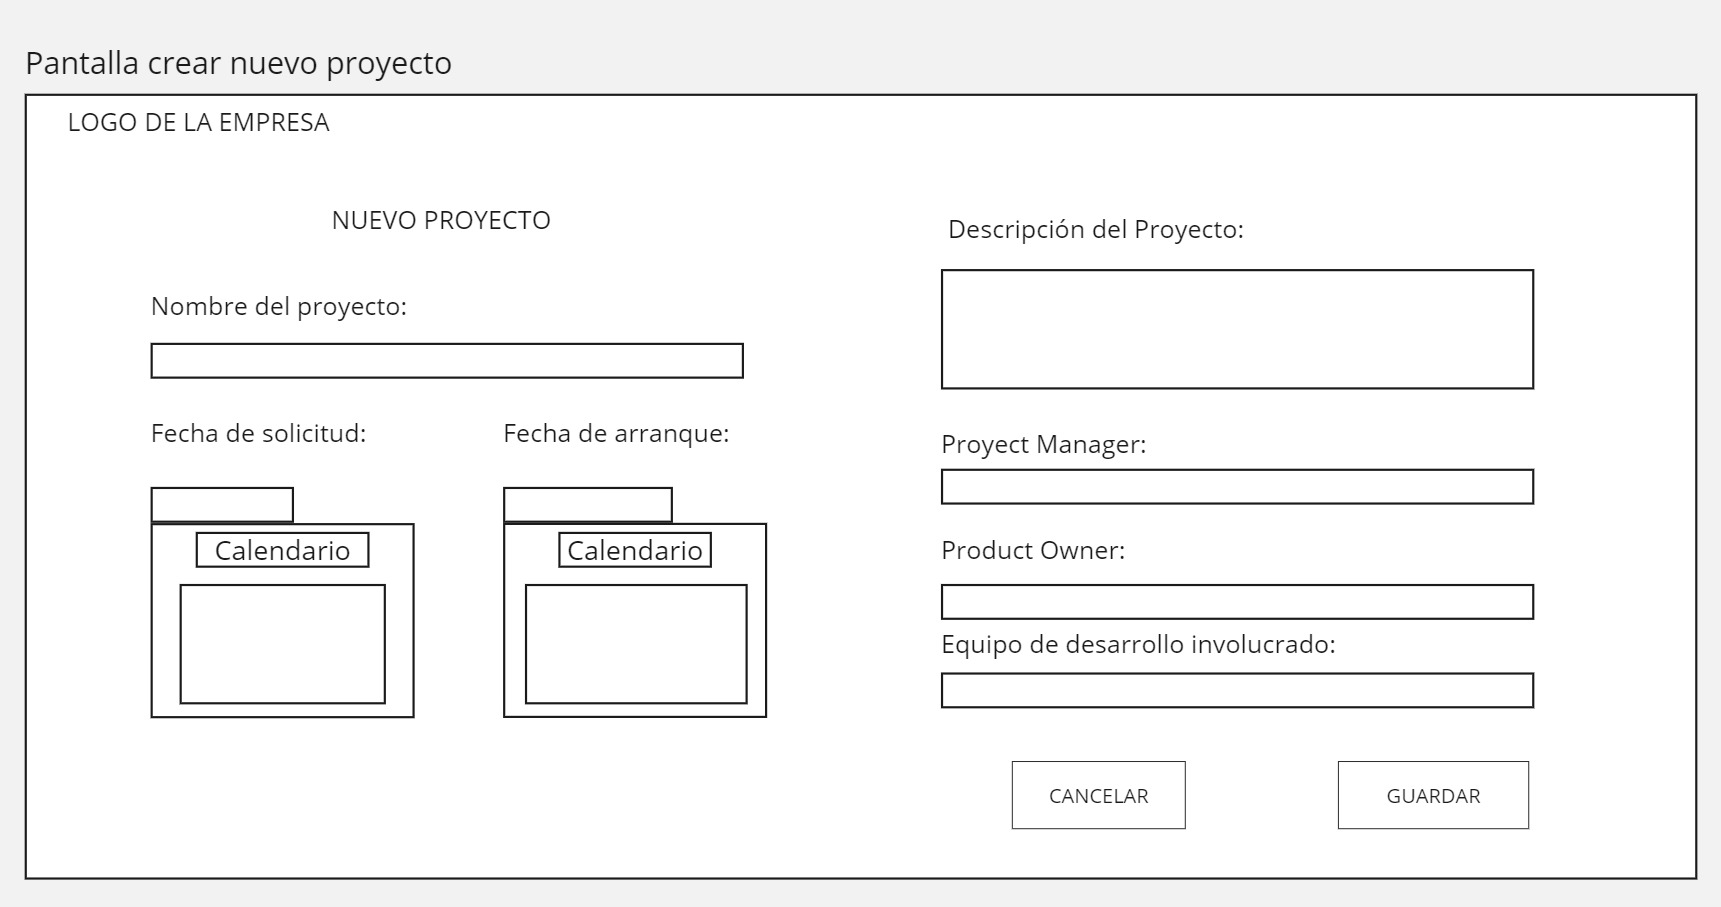 Pantalla crear nuevo proyecto
LOGO DE LA EMPRESA
NUEVO PROYECTO
Nombre del proyecto:
Fecha de solicitud:
Fecha de arranque:
Calendario
Calendario
Descripción del Proyecto:
Proyect Manager:
Product Owner:
Equipo de desarrollo involucrado:
CANCELAR
GUARDAR